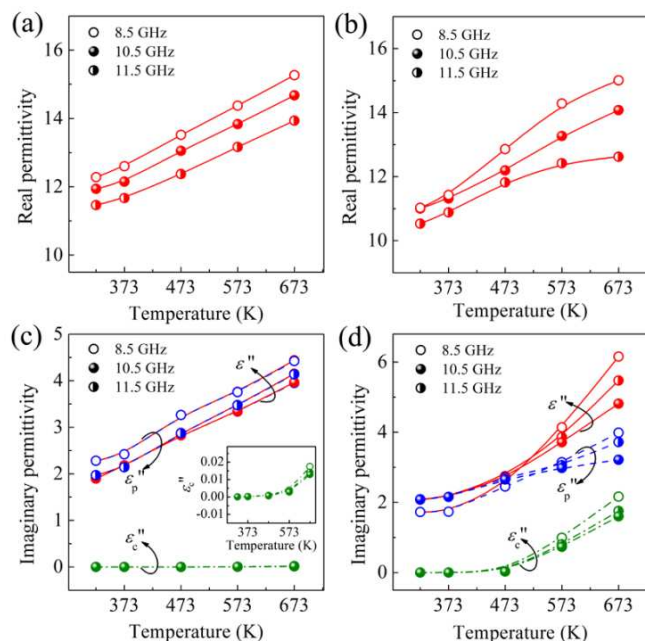 (a)
8.5 GHz
10.5 GHz
11.5 GHz
Real permittivity
16
14
12
10
373
473
573
673
Temperature (K)
(b)
8.5 GHz
10.5 GHz
11.5 GHz
Real permittivity
16
14
12
10
373
473
573
673
Temperature (K)
(c)
8.5 GHz
10.5 GHz
11.5 GHz
Imaginary permittivity
5
4
3
2
1
0
ε"
εp"
εc"
εc"
0.02
0.01
0.00
-0.01
373
573
Temperature (K)
373
473
573
673
Temperature (K)
(d)
8.5 GHz
10.5 GHz
11.5 GHz
Imaginary permittivity
6
4
2
0
ε"
εp"
εc"
373
473
573
673
Temperature (K)